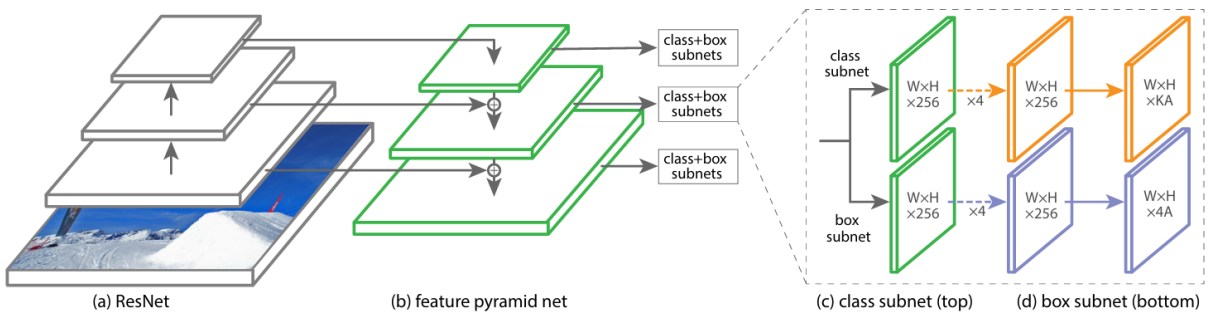 class+box
subnets
class+box
subnets
class+box
subnets
class
subnet
box
subnet
W×H
×256
×4
W×H
×256
W×H
×KA
W×H
×256
×4
W×H
×256
W×H
×4A
(a) ResNet
(b) feature pyramid net
(c) class subnet (top)
(d) box subnet (bottom)